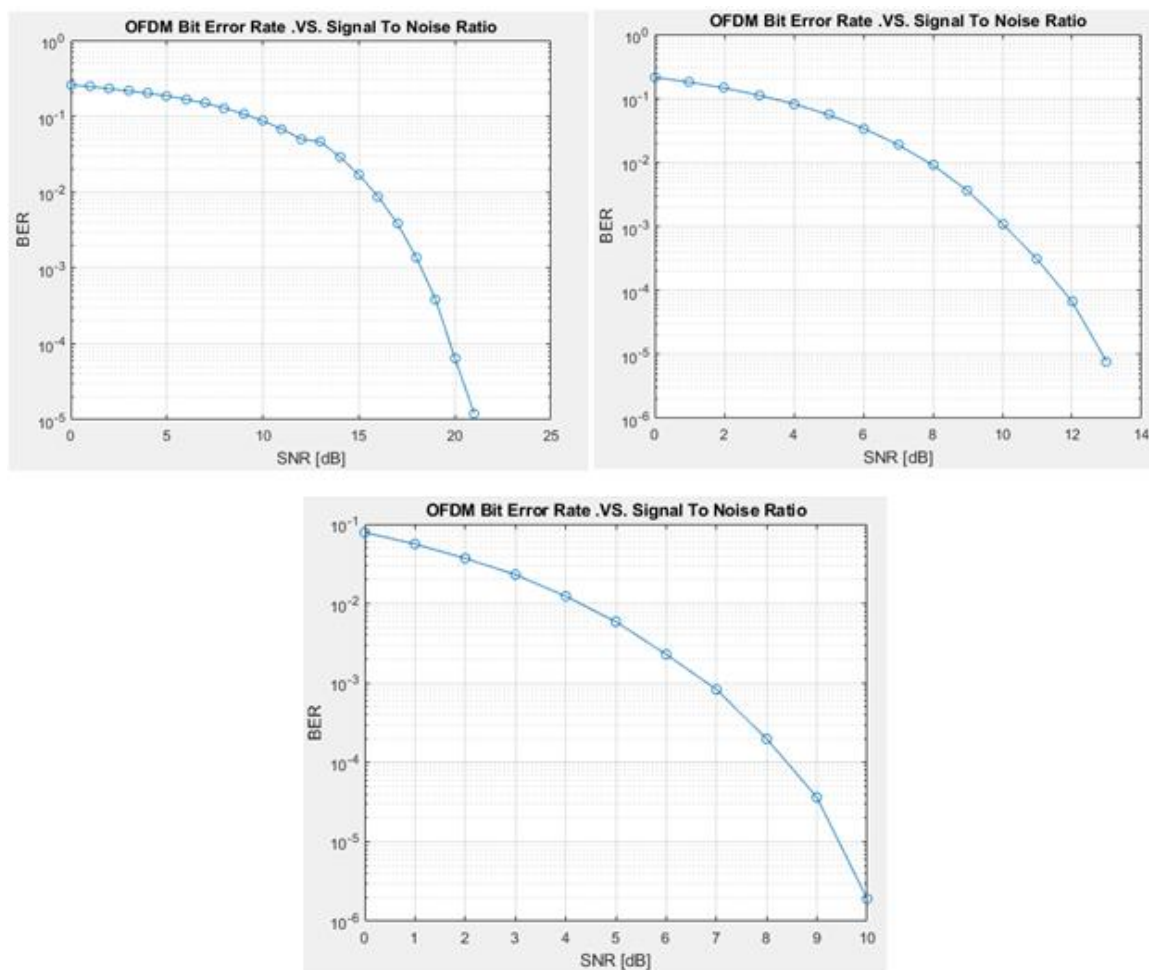 OFDM Bit Error Rate .VS. Signal To Noise Ratio
10^0
10^-1
10^-2
10^-3
10^-4
10^-5
BER
0 5 10 15 20 25
SNR [dB]
OFDM Bit Error Rate .VS. Signal To Noise Ratio
10^0
10^-1
10^-2
10^-3
10^-4
10^-5
10^-6
BER
0 2 4 6 8 10 12 14
SNR [dB]
OFDM Bit Error Rate .VS. Signal To Noise Ratio
10^-1
10^-2
10^-3
10^-4
10^-5
10^-6
BER
0 1 2 3 4 5 6 7 8 9 10
SNR [dB]